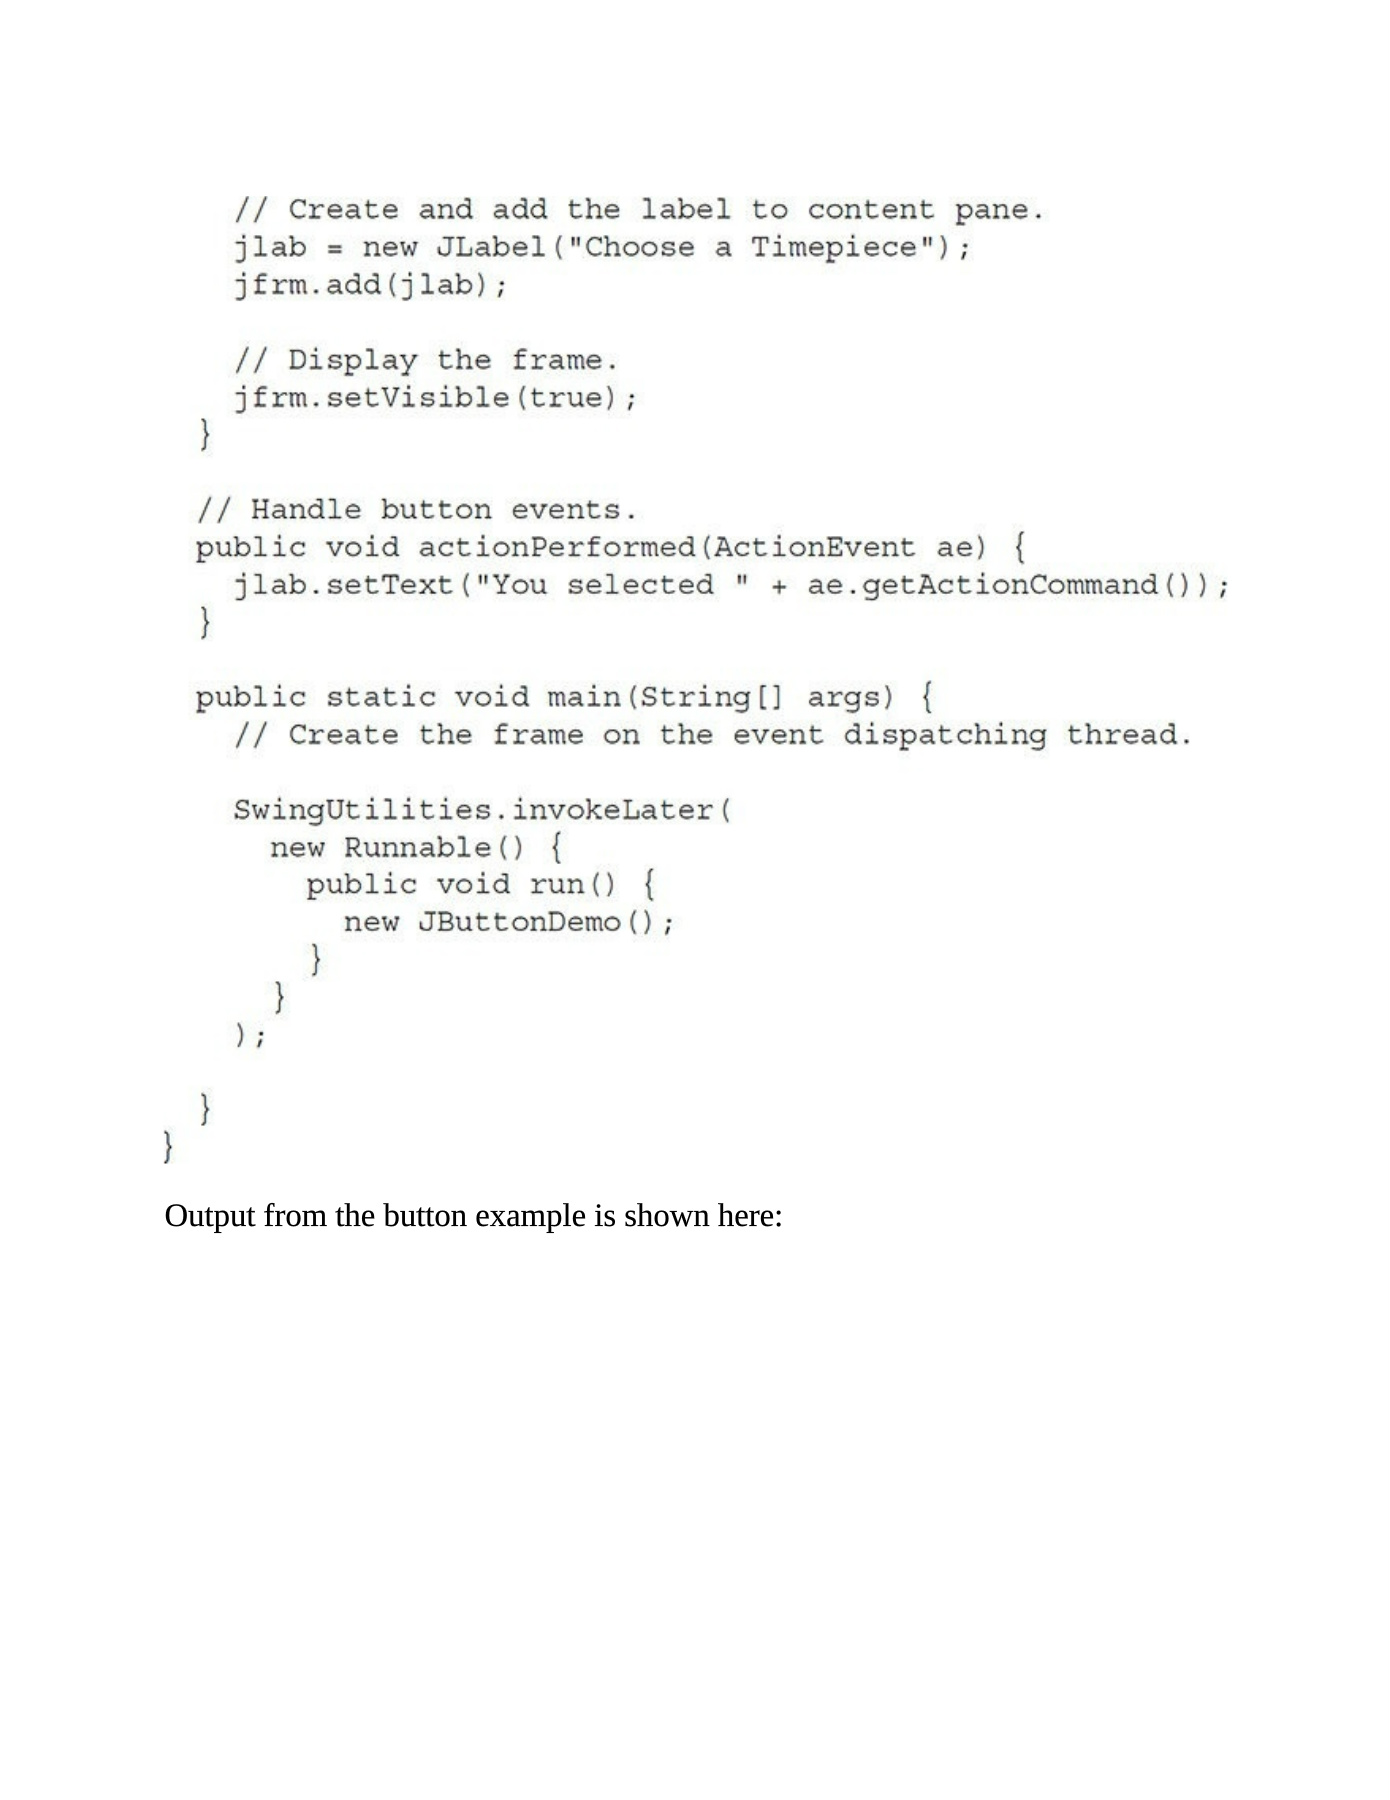 // Create and add the label to content pane.
    jlab = new JLabel("Choose a Timepiece");
    jfrm.add(jlab);

    // Display the frame.
    jfrm.setVisible(true);
  }

  // Handle button events.
  public void actionPerformed(ActionEvent ae) {
    jlab.setText("You selected " + ae.getActionCommand());
  }

  public static void main(String[] args) {
    // Create the frame on the event dispatching thread.

    SwingUtilities.invokeLater(
      new Runnable() {
        public void run() {
          new JButtonDemo();
        }
      }
    );

  }
}
Output from the button example is shown here: